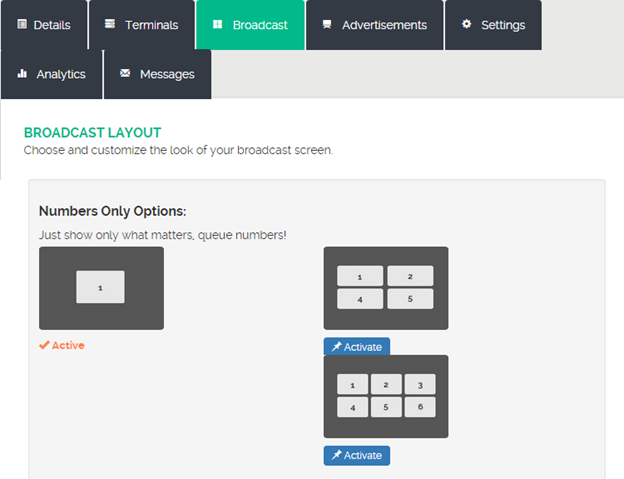 Details Terminals Broadcast Advertisements Settings
Analytics Messages
BROADCAST LAYOUT
Choose and customize the look of your broadcast screen.
Numbers Only Options:
Just show only what matters, queue numbers!
1
Active
1 2
4 5
Activate
1 2 3
4 5 6
Activate